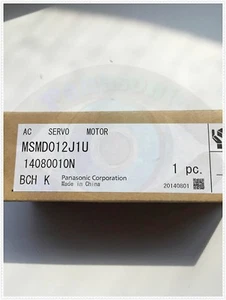 AC SERVO MOTOR
MSMD012J1U
14080010N
1 pc.
BCH K Panasonic Corporation
Made in China
20140801